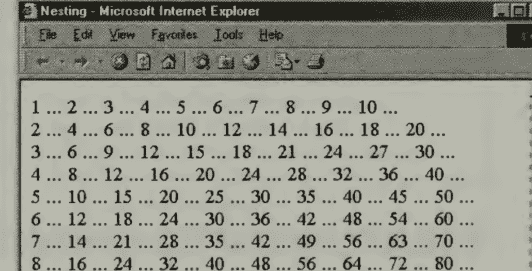 Nesting - Microsoft Internet Explorer
File Edit View Favorites Tools Help
1 ... 2 ... 3 ... 4 ... 5 ... 6 ... 7 ... 8 ... 9 ... 10 ...
2 ... 4 ... 6 ... 8 ... 10 ... 12 ... 14 ... 16 ... 18 ... 20 ...
3 ... 6 ... 9 ... 12 ... 15 ... 18 ... 21 ... 24 ... 27 ... 30 ...
4 ... 8 ... 12 ... 16 ... 20 ... 24 ... 28 ... 32 ... 36 ... 40 ...
5 ... 10 ... 15 ... 20 ... 25 ... 30 ... 35 ... 40 ... 45 ... 50 ...
6 ... 12 ... 18 ... 24 ... 30 ... 36 ... 42 ... 48 ... 54 ... 60 ...
7 ... 14 ... 21 ... 28 ... 35 ... 42 ... 49 ... 56 ... 63 ... 70 ...
8 ... 16 ... 24 ... 32 ... 40 ... 48 ... 56 ... 64 ... 72 ... 80 ...